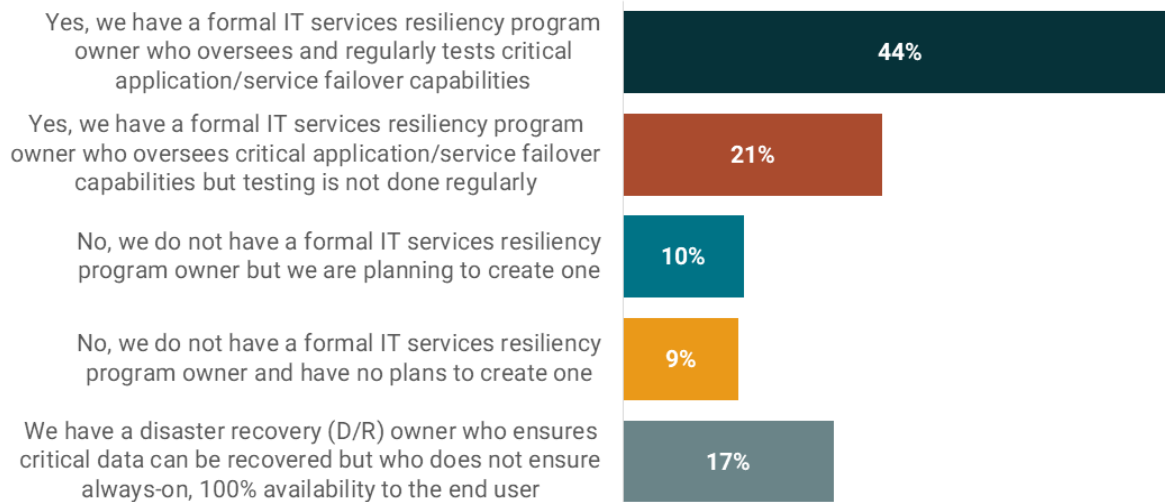 Yes, we have a formal IT services resiliency program
owner who oversees and regularly tests critical
application/service failover capabilities
44%
Yes, we have a formal IT services resiliency program
owner who oversees critical application/service failover
capabilities but testing is not done regularly
21%
No, we do not have a formal IT services resiliency
program owner but we are planning to create one
10%
No, we do not have a formal IT services resiliency
program owner and have no plans to create one
9%
We have a disaster recovery (D/R) owner who ensures
critical data can be recovered but who does not ensure
always-on, 100% availability to the end user
17%